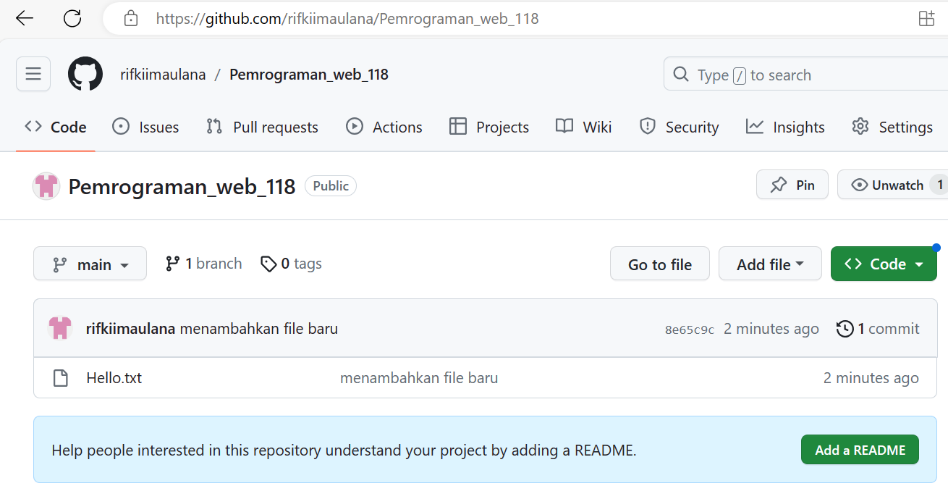 https://github.com/rifkiimaulana/Pemrograman_web_118
rifkiimaulana / Pemrograman_web_118
Type / to search
Code Issues Pull requests Actions Projects Wiki Security Insights Settings
Pemrograman_web_118 Public Pin Unwatch 1
main 1 branch 0 tags Go to file Add file Code
rifkiimaulana menambahkan file baru 8e65c9c 2 minutes ago 1 commit
Hello.txt menambahkan file baru 2 minutes ago
Help people interested in this repository understand your project by adding a README. Add a README